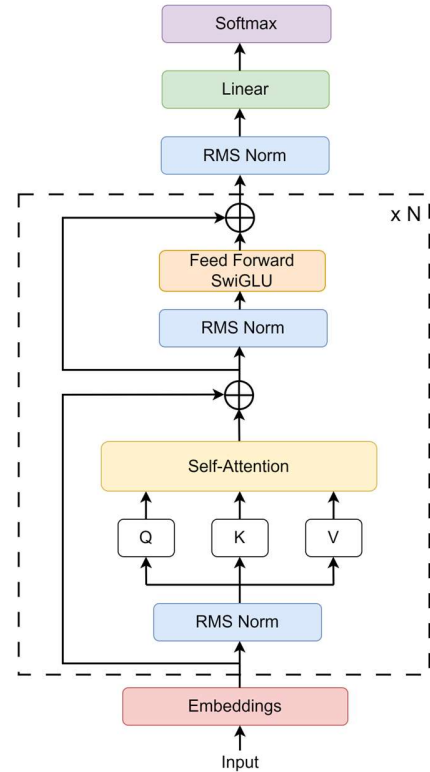 Softmax
Linear
RMS Norm
x N
Feed Forward
SwiGLU
RMS Norm
Self-Attention
Q K V
RMS Norm
Embeddings
Input